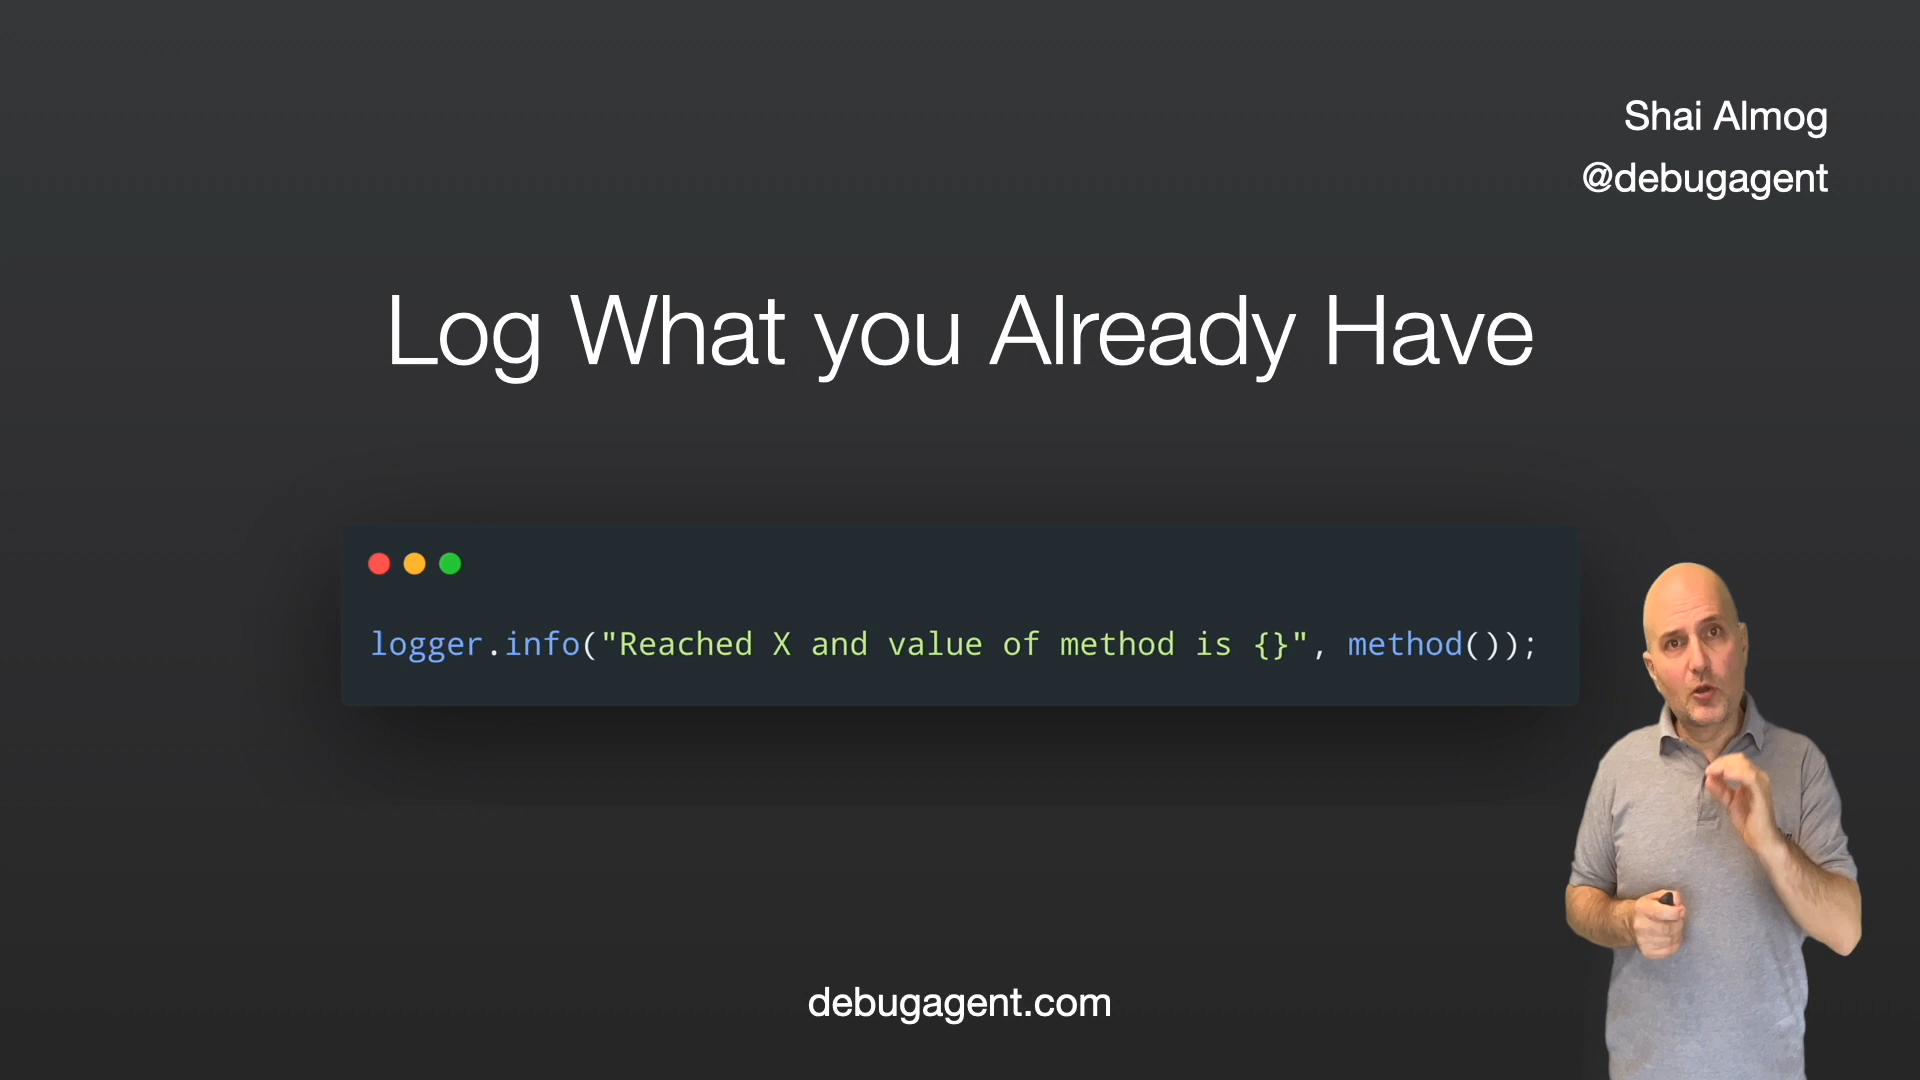 Shai Almog
@debugagent
Log What you Already Have
logger.info("Reached X and value of method is {}", method());
debugagent.com